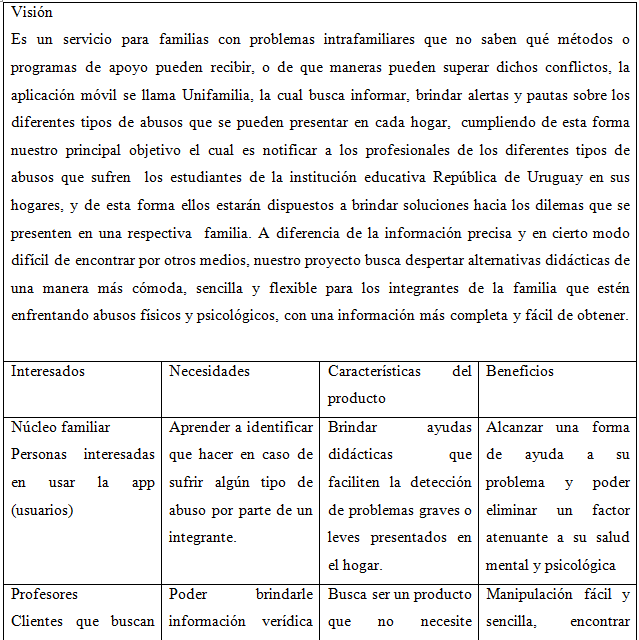 Visión
Es un servicio para familias con problemas intrafamiliares que no saben qué métodos o
programas de apoyo pueden recibir, o de que maneras pueden superar dichos conflictos, la
aplicación móvil se llama Unifamilia, la cual busca informar, brindar alertas y pautas sobre los
diferentes tipos de abusos que se pueden presentar en cada hogar, cumpliendo de esta forma
nuestro principal objetivo el cual es notificar a los profesionales de los diferentes tipos de
abusos que sufren los estudiantes de la institución educativa República de Uruguay en sus
hogares, y de esta forma ellos estarán dispuestos a brindar soluciones hacia los dilemas que se
presenten en una respectiva familia. A diferencia de la información precisa y en cierto modo
difícil de encontrar por otros medios, nuestro proyecto busca despertar alternativas didácticas de
una manera más cómoda, sencilla y flexible para los integrantes de la familia que estén
enfrentando abusos físicos y psicológicos, con una información más completa y fácil de obtener.
Interesados
Necesidades
Características del
producto
Beneficios
Núcleo familiar
Personas interesadas
en usar la app
(usuarios)
Aprender a identificar
que hacer en caso de
sufrir algún tipo de
abuso por parte de un
integrante.
Brindar ayudas
didácticas que
faciliten la detección
de problemas graves o
leves presentados en
el hogar.
Alcanzar una forma
de ayuda a su
problema y poder
eliminar un factor
atenuante a su salud
mental y psicológica
Profesores
Clientes que buscan
Poder brindarle
información verídica
Busca ser un producto
que no necesite
Manipulación fácil y
sencilla, encontrar